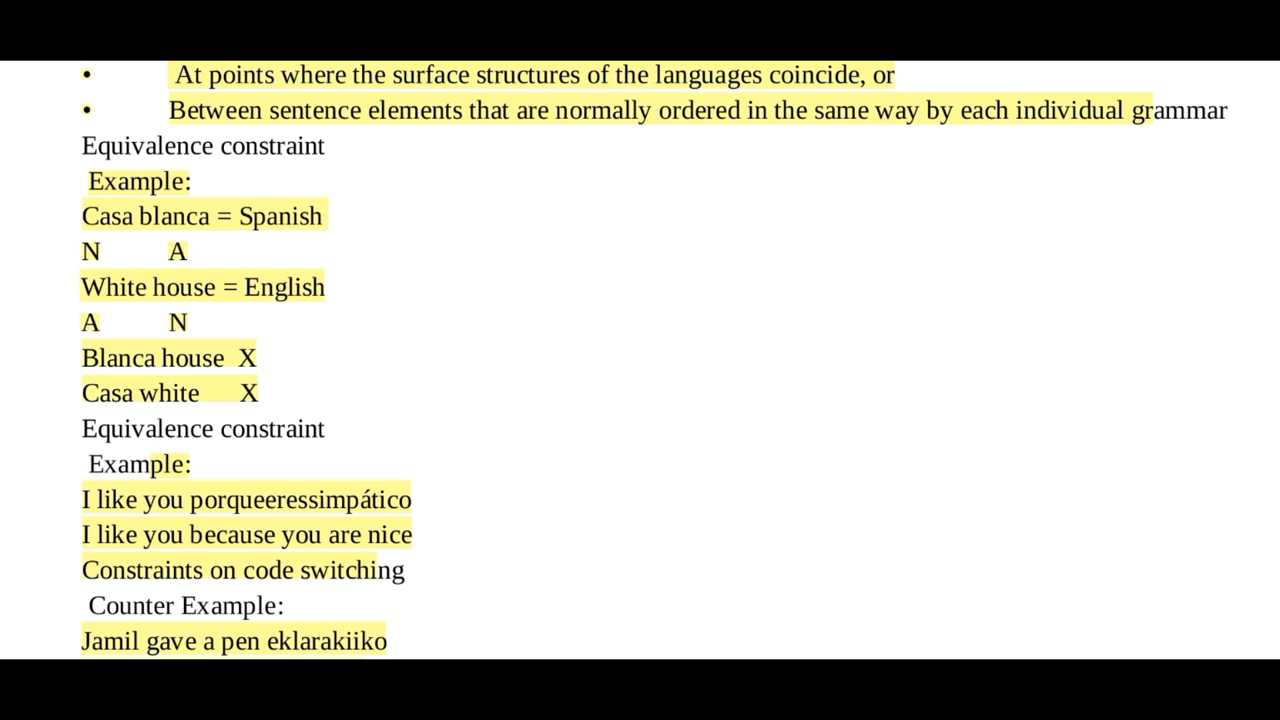 • At points where the surface structures of the languages coincide, or
• Between sentence elements that are normally ordered in the same way by each individual grammar
Equivalence constraint
Example:
Casa blanca = Spanish
N A
White house = English
A N
Blanca house X
Casa white X
Equivalence constraint
Example:
I like you porqueeressimpático
I like you because you are nice
Constraints on code switching
Counter Example:
Jamil gave a pen eklarakiiko